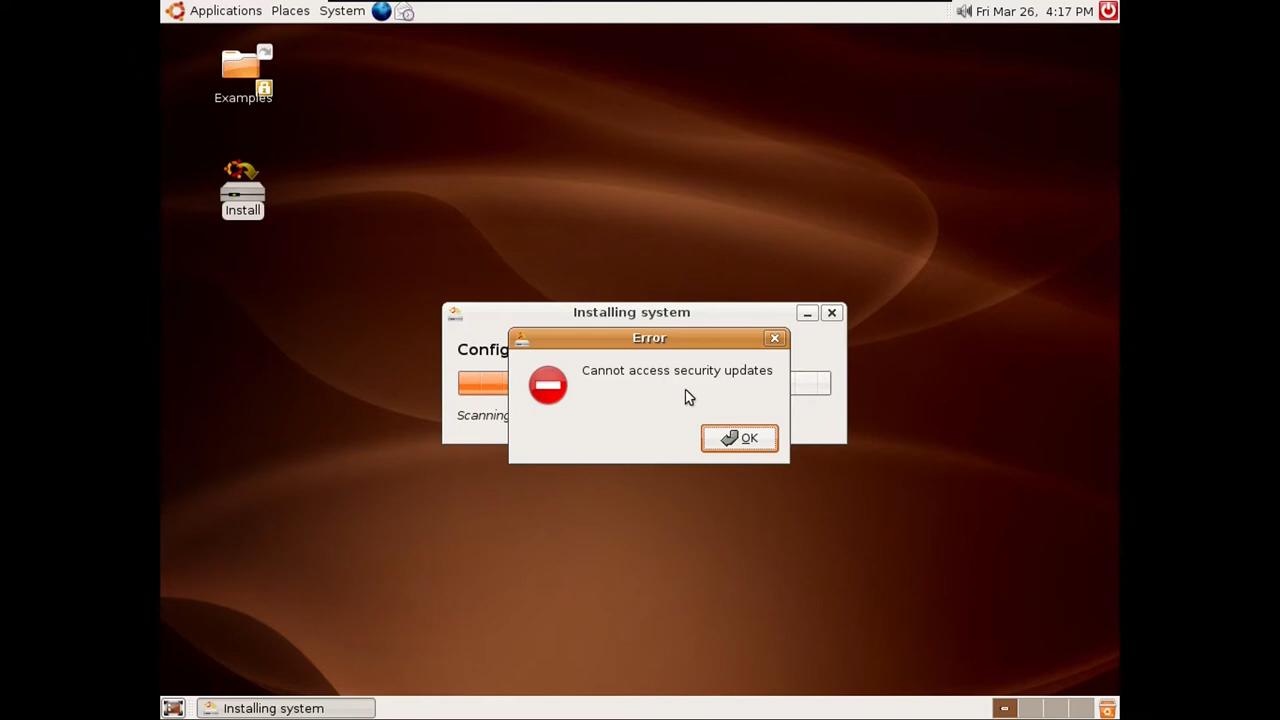 Applications Places System
Fri Mar 26, 4:17 PM
Examples
Install
Installing system
Error
Config
Cannot access security updates
Scanning
OK
Installing system